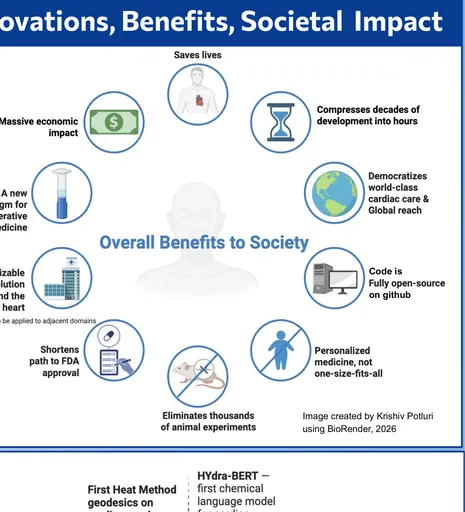 ovations, Benefits, Societal Impact
Saves lives
Massive economic
impact
Compresses decades of
development into hours
A new
gm for
erative
edicine
Democratizes
world-class
cardiac care &
Global reach
Overall Benefits to Society
izable
olution
nd the
heart
be applied to adjacent domains
Code is
Fully open-source
on github
Shortens
path to FDA
approval
Personalized
medicine, not
one-size-fits-all
Eliminates thousands
of animal experiments
Image created by Krishiv Potluri
using BioRender, 2026
First Heat Method
geodesics on
HYdra-BERT —
first chemical
language model